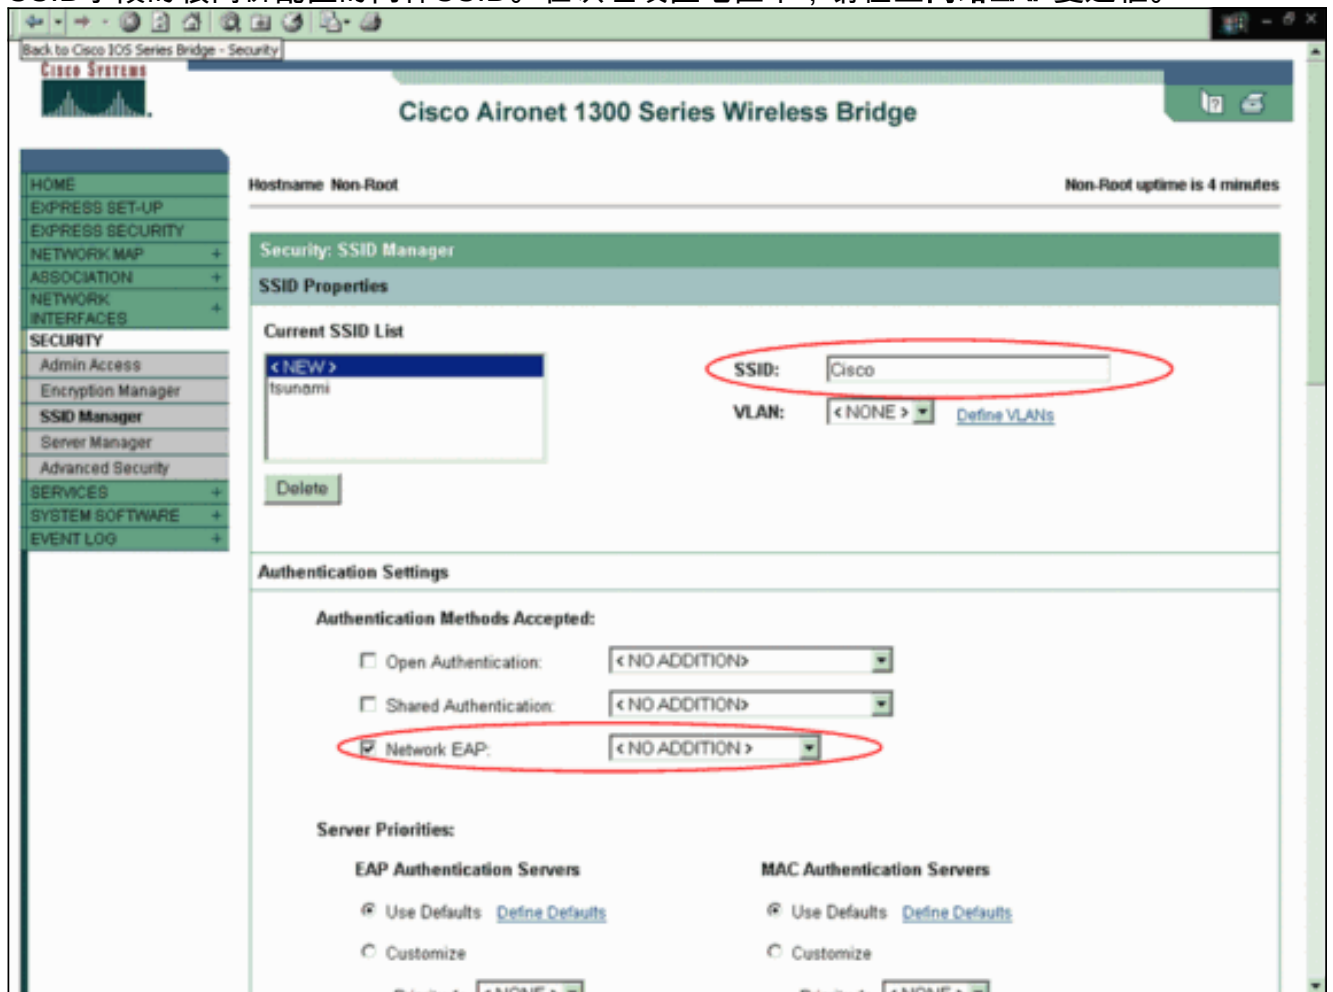 Back to Cisco IOS Series Bridge - Security
CISCO SYSTEMS
Cisco Aironet 1300 Series Wireless Bridge
HOME
EXPRESS SET-UP
EXPRESS SECURITY
NETWORK MAP +
ASSOCIATION +
NETWORK
INTERFACES +
SECURITY
Admin Access
Encryption Manager
SSID Manager
Server Manager
Advanced Security
SERVICES +
SYSTEM SOFTWARE +
EVENT LOG +
Hostname Non-Root
Non-Root uptime is 4 minutes
Security: SSID Manager
SSID Properties
Current SSID List
< NEW >
tsunami
Delete
SSID: Cisco
VLAN: < NONE > Define VLANs
Authentication Settings
Authentication Methods Accepted:
Open Authentication: < NO ADDITION>
Shared Authentication: < NO ADDITION>
Network EAP: < NO ADDITION >
Server Priorities:
EAP Authentication Servers
Use Defaults Define Defaults
Customize
< NONE >
MAC Authentication Servers
Use Defaults Define Defaults
Customize
< NONE >